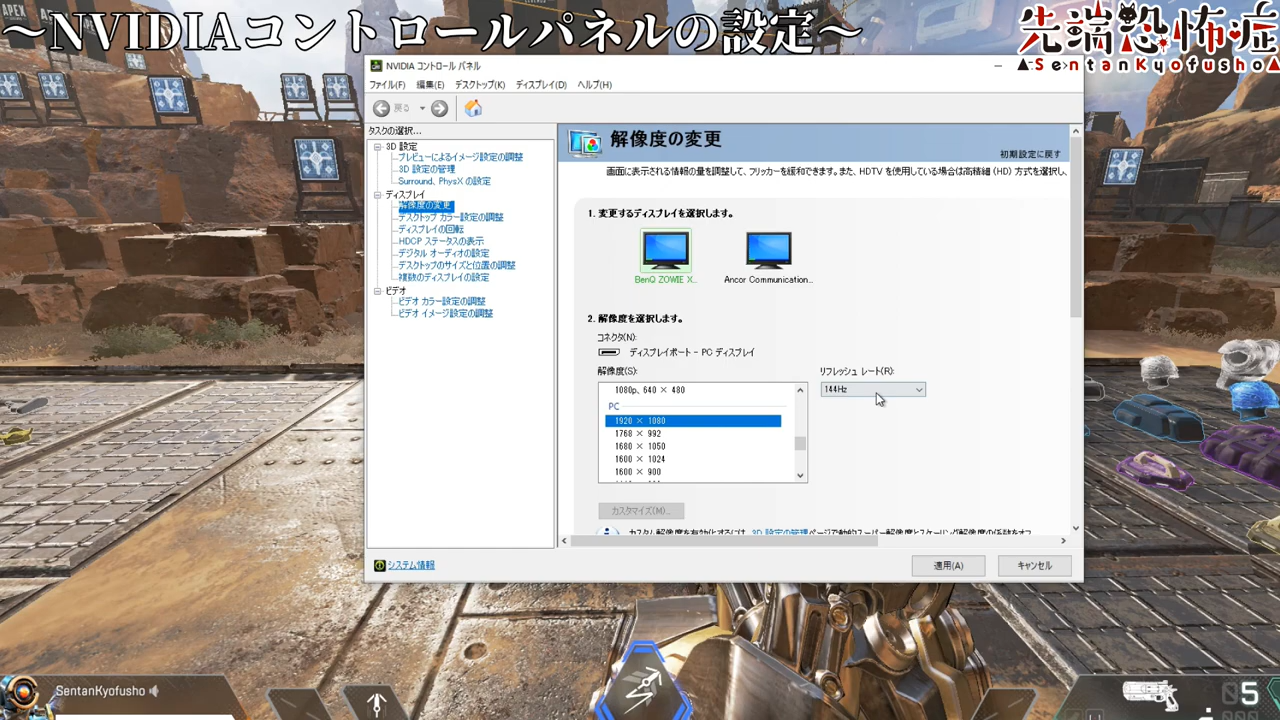 ～NVIDIAコントロールパネルの設定～
先端恐怖症
SentanKyofusho
NVIDIA コントロール パネル
ファイル(F) 編集(E) デスクトップ(K) ディスプレイ(D) ヘルプ(H)
戻る
タスクの選択...
3D 設定
プレビューによるイメージ設定の調整
3D 設定の管理
Surround、PhysX の設定
ディスプレイ
解像度の変更
デスクトップ カラー設定の調整
ディスプレイの回転
HDCP ステータスの表示
デジタル オーディオの設定
デスクトップのサイズと位置の調整
複数のディスプレイの設定
ビデオ
ビデオ カラー設定の調整
ビデオ イメージ設定の調整
システム情報
解像度の変更
初期設定に戻す
画面に表示される情報の量を調整して、フリッカーを緩和できます。また、HDTV を使用している場合は高精細 (HD) 方式を選択し、
1. 変更するディスプレイを選択します。
BenQ ZOWIE X...
Ancor Communication...
2. 解像度を選択します。
コネクタ(N):
ディスプレイポート - PC ディスプレイ
解像度(S):
リフレッシュ レート(R):
1080p、640 × 480
144Hz
PC
1920 × 1080
1768 × 992
1680 × 1050
1600 × 1024
1600 × 900
カスタマイズ(M)...
適用(A)
キャンセル
SentanKyofusho
5